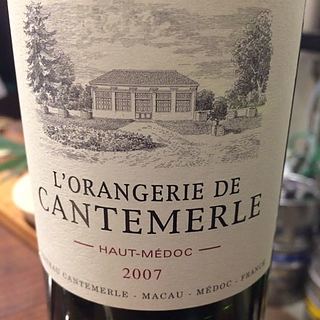 L'ORANGERIE DE
CANTEMERLE
HAUT-MÉDOC
2007
CANTEMERLE - MACAU - MÉDOC - FRANCE